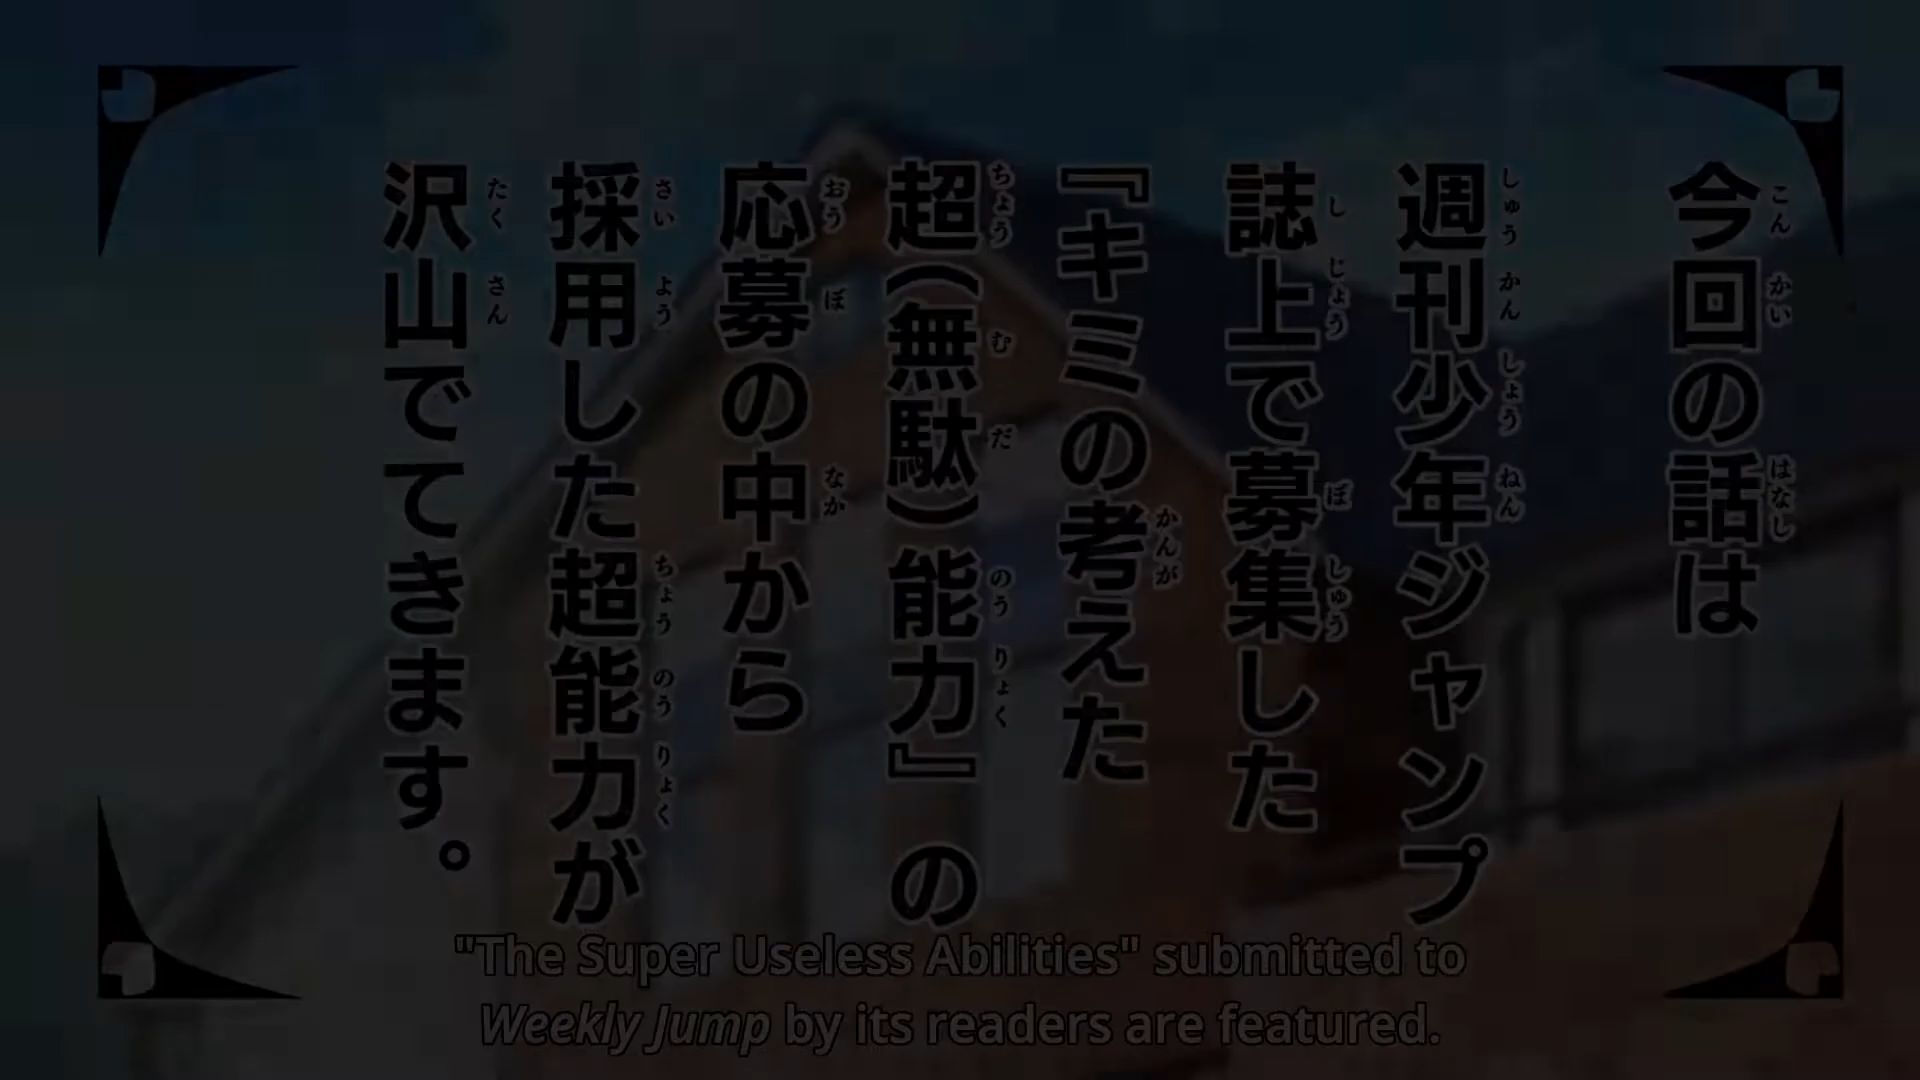 今回の話は
週刊少年ジャンプ
誌上で募集した
『キミの考えた
超(無駄)能力』の
応募の中から
採用した超能力が
沢山でてきます。
"The Super Useless Abilities" submitted to
Weekly Jump by its readers are featured.